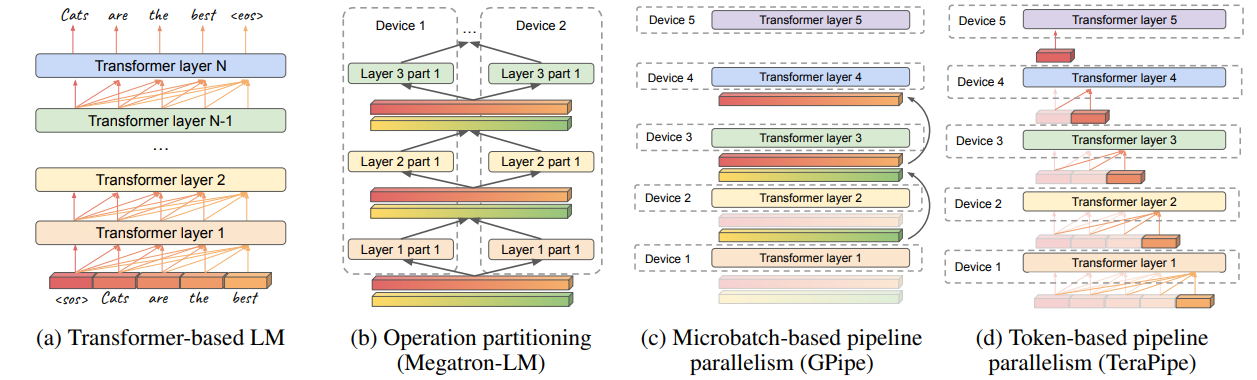 Cats are the best <eos>
Transformer layer N
Transformer layer N-1
...
Transformer layer 2
Transformer layer 1
<sos> Cats are the best
(a) Transformer-based LM
Device 1 ... Device 2
Layer 3 part 1 Layer 3 part 1
Layer 2 part 1 Layer 2 part 1
Layer 1 part 1 Layer 1 part 1
(b) Operation partitioning
(Megatron-LM)
Device 5 Transformer layer 5
Device 4 Transformer layer 4
Device 3 Transformer layer 3
Device 2 Transformer layer 2
Device 1 Transformer layer 1
(c) Microbatch-based pipeline
parallelism (GPipe)
Device 5 Transformer layer 5
Device 4 Transformer layer 4
Device 3 Transformer layer 3
Device 2 Transformer layer 2
Device 1 Transformer layer 1
(d) Token-based pipeline
parallelism (TeraPipe)